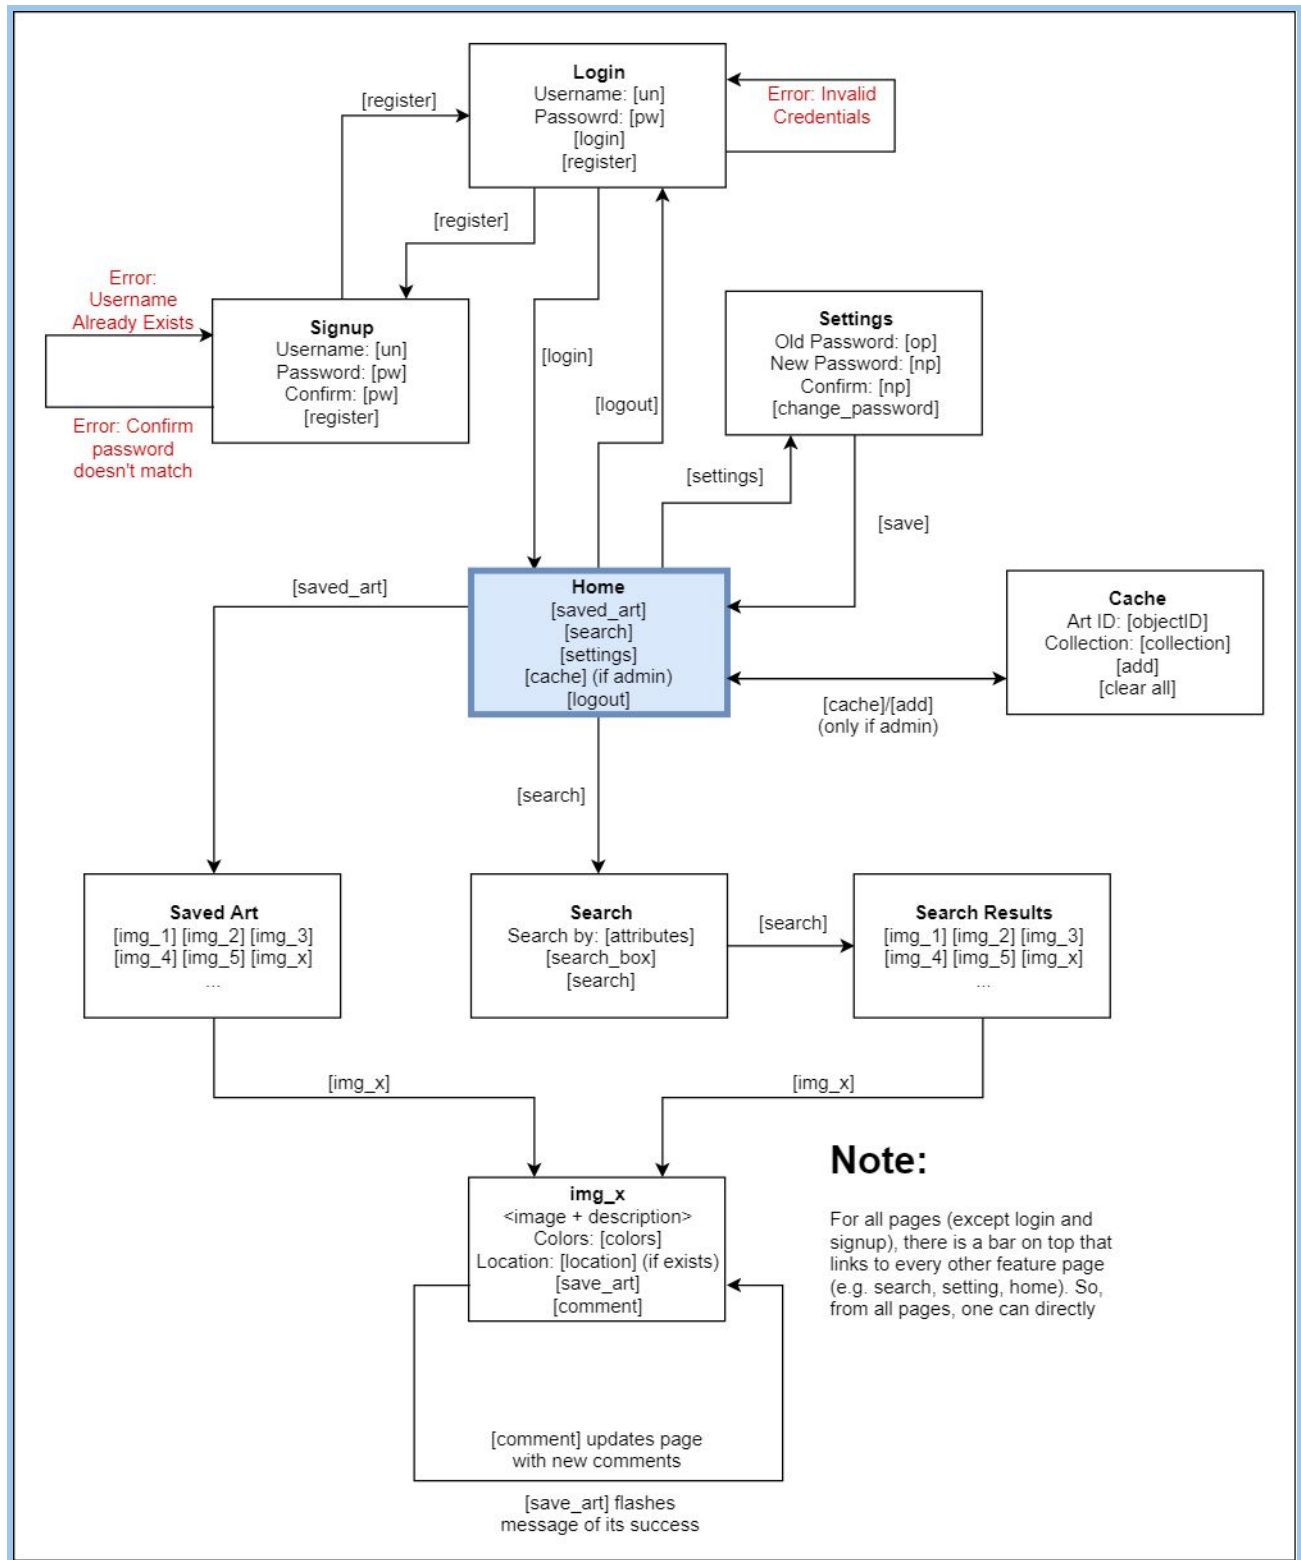 Login
Username: [un]
Passowrd: [pw]
[login]
[register]
[register]
Error: Invalid
Credentials
[register]
Error:
Username
Already Exists
Signup
Username: [un]
Password: [pw]
Confirm: [pw]
[register]
Error: Confirm
password
doesn't match
[login]
[logout]
Settings
Old Password: [op]
New Password: [np]
Confirm: [np]
[change_password]
[settings]
[save]
[saved_art]
Home
[saved_art]
[search]
[settings]
[cache] (if admin)
[logout]
Cache
Art ID: [objectID]
Collection: [collection]
[add]
[clear all]
[cache]/[add]
(only if admin)
[search]
Saved Art
[img_1] [img_2] [img_3]
[img_4] [img_5] [img_x]
...
Search
Search by: [attributes]
[search_box]
[search]
[search]
Search Results
[img_1] [img_2] [img_3]
[img_4] [img_5] [img_x]
...
[img_x]
[img_x]
img_x
<image + description>
Colors: [colors]
Location: [location] (if exists)
[save_art]
[comment]
Note:
For all pages (except login and
signup), there is a bar on top that
links to every other feature page
(e.g. search, setting, home). So,
from all pages, one can directly
[comment] updates page
with new comments
[save_art] flashes
message of its success